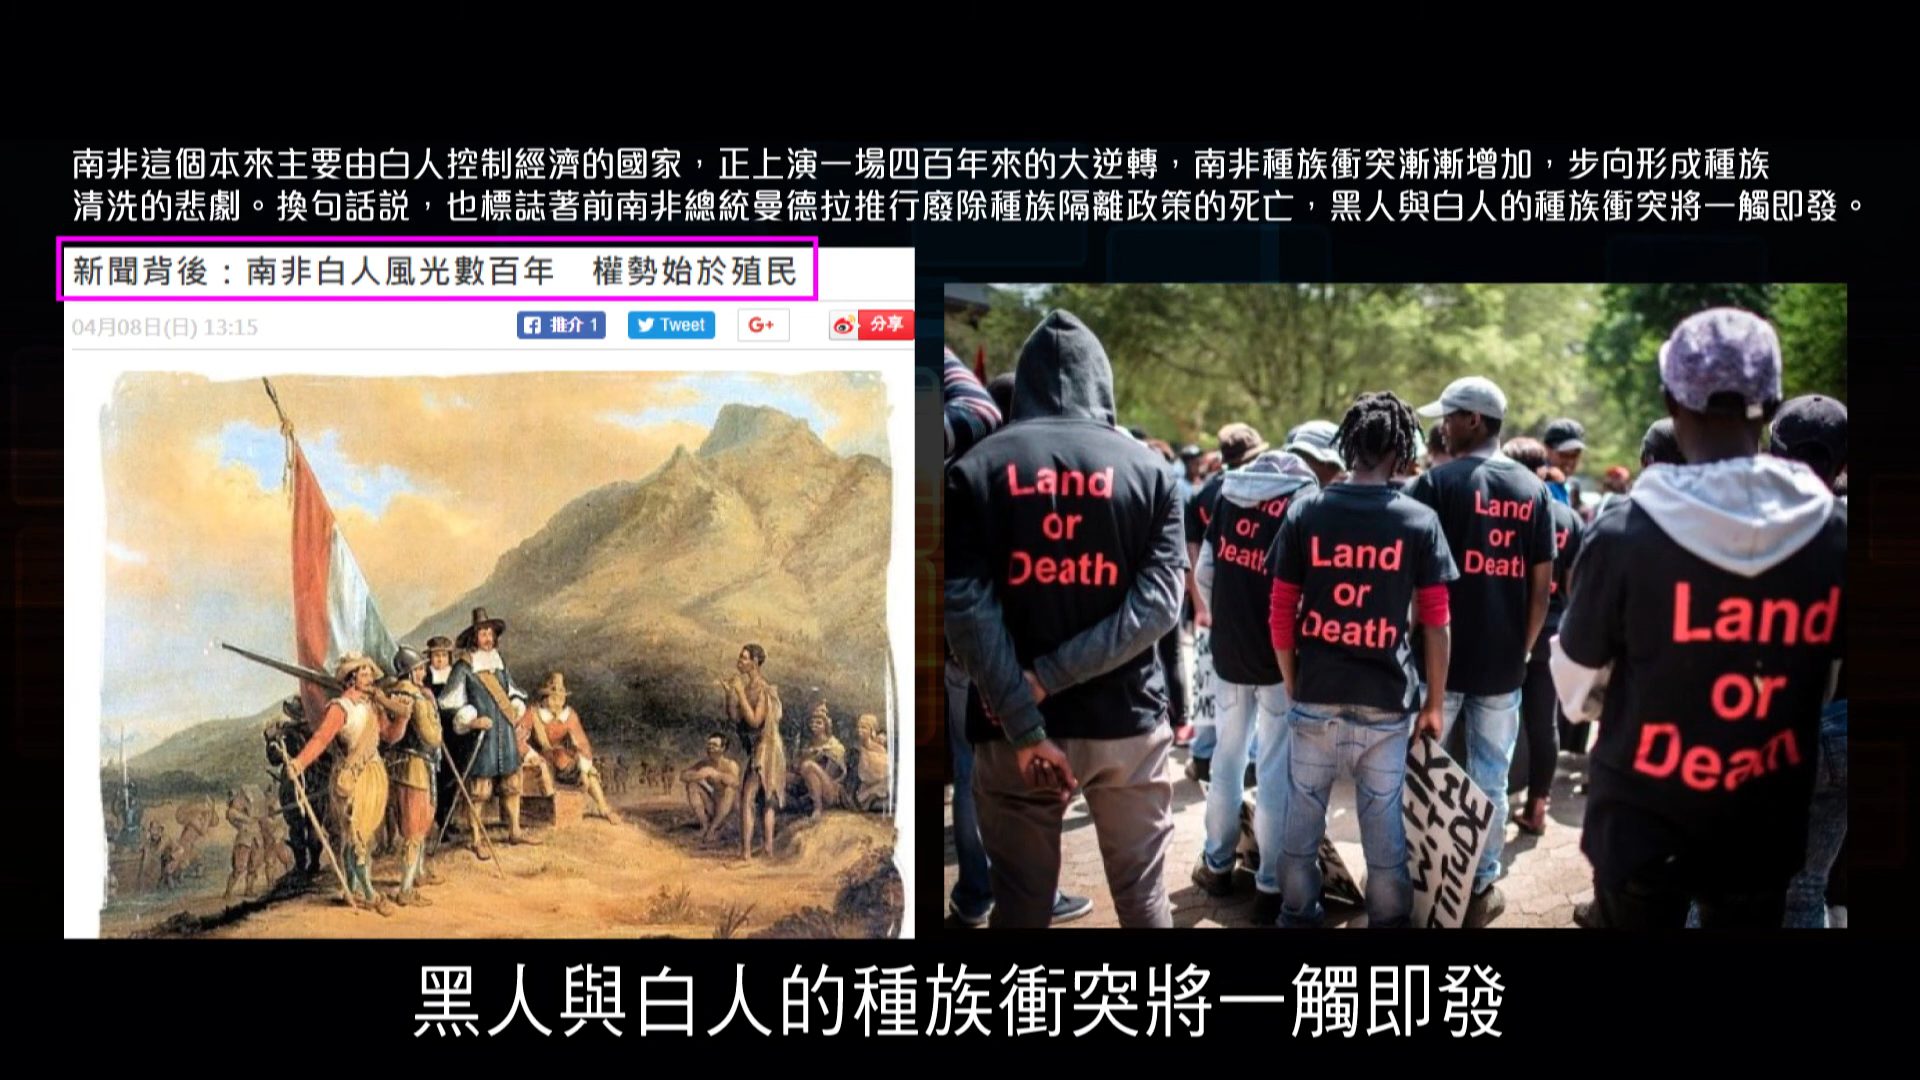 南非這個本來主要由白人控制經濟的國家，正上演一場四百年來的大逆轉，南非種族衝突漸漸增加，步向形成種族
清洗的悲劇。換句話説，也標誌著前南非總統曼德拉推行廢除種族隔離政策的死亡，黑人與白人的種族衝突將一觸即發。
新聞背後：南非白人風光數百年　權勢始於殖民
04月08日(日) 13:15
推介 1
Tweet
G+
分享
Land
or
Death
or
Death
Land
or
Death
Land
or
Death
Land
or
Death
WITH
黑人與白人的種族衝突將一觸即發